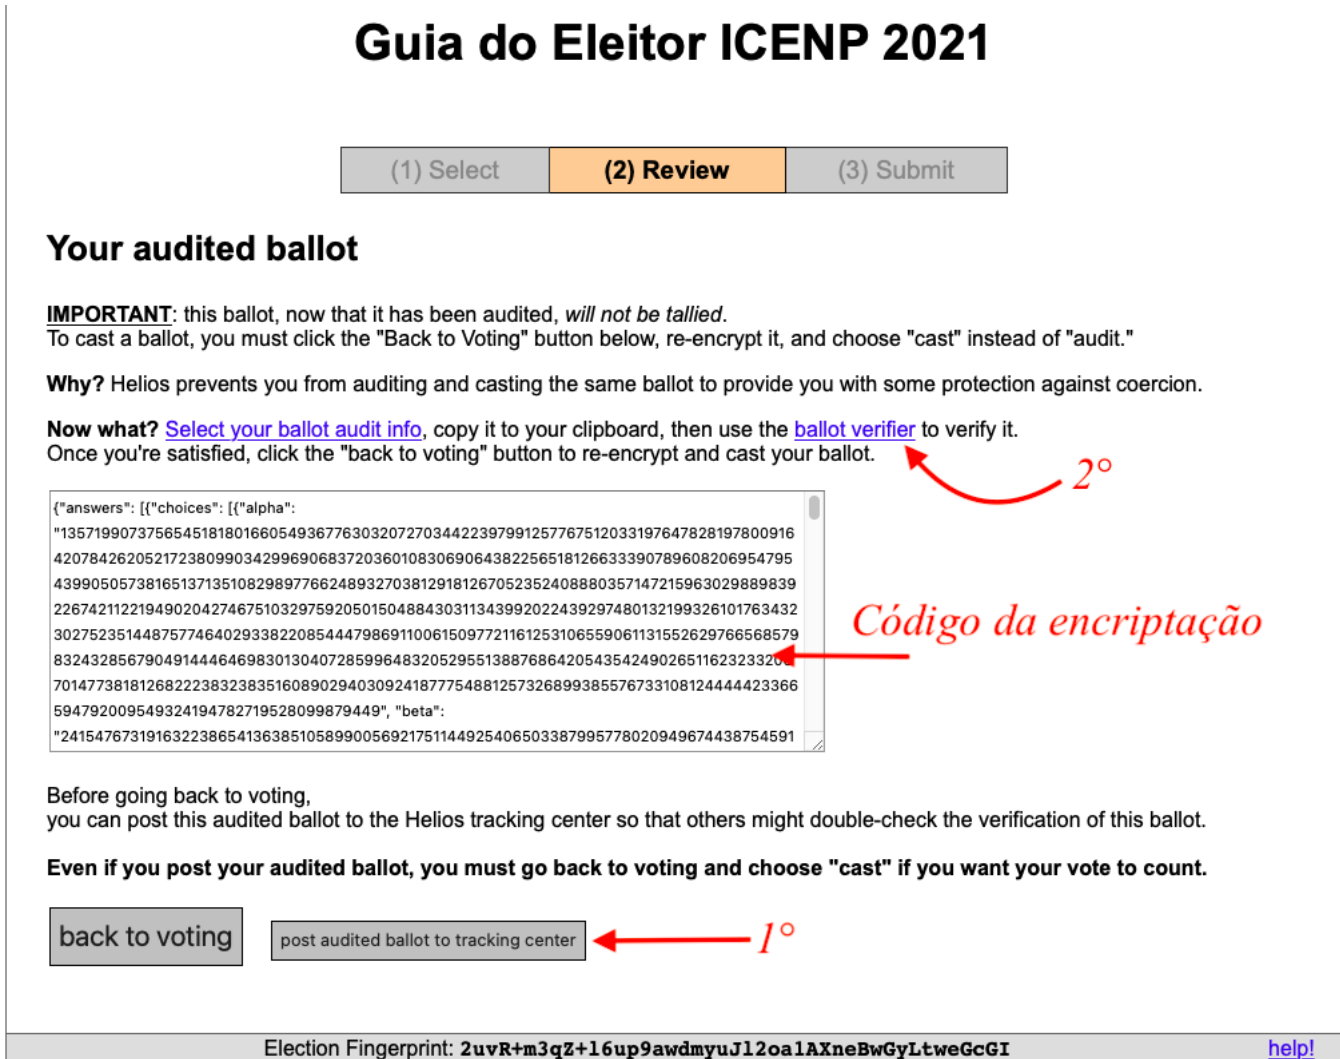 Guia do Eleitor ICENP 2021
(1) Select
(2) Review
(3) Submit
Your audited ballot
IMPORTANT: this ballot, now that it has been audited, will not be tallied.
To cast a ballot, you must click the "Back to Voting" button below, re-encrypt it, and choose "cast" instead of "audit."
Why? Helios prevents you from auditing and casting the same ballot to provide you with some protection against coercion.
Now what? Select your ballot audit info, copy it to your clipboard, then use the ballot verifier to verify it.
Once you're satisfied, click the "back to voting" button to re-encrypt and cast your ballot.
2°
{"answers": [{"choices": [{"alpha":
"13571990737565451818016605493677630320727034422397991257767512033197647828197800916
420784262052172380990342996906837203601083069064382256518126633390789608206954795
43990505738165137135108298977662489327038129181267052352408880357147215963029889839
22674211221949020427467510329759205015048843031134399202243929748013219932610176 3432
30275235144875774640293382208544479869110061509772116125310655906113155262976656 8579
70147738181268222383238351608902940309241877754881257326899385576733108124444423366
594792009549324194782719528099879449", "beta":
"24154767319163223865413638510589900569217511449254065033879957780209496744387 54591
Código da encriptação
Before going back to voting,
you can post this audited ballot to the Helios tracking center so that others might double-check the verification of this ballot.
Even if you post your audited ballot, you must go back to voting and choose "cast" if you want your vote to count.
back to voting
post audited ballot to tracking center
1°
Election Fingerprint: 2uvR+m3qZ+l6up9awdmyuJl2oalAXneBwGyLtweGcGI
help!